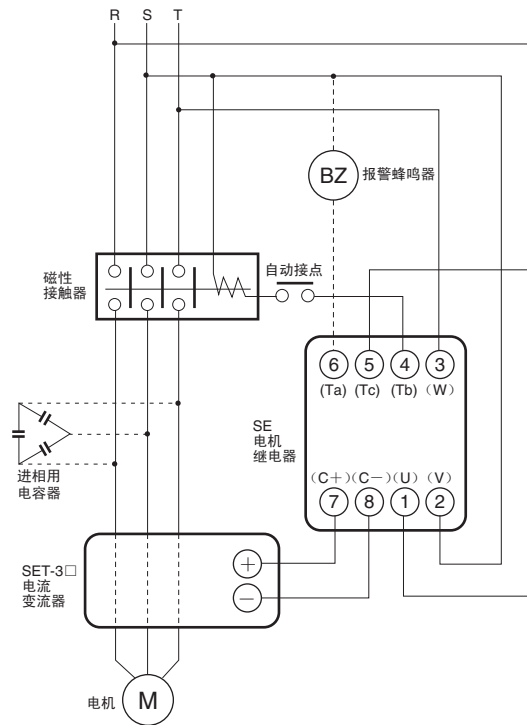 R S T
BZ
报警蜂鸣器
自动接点
磁性
接触器
6 5 4 3
(Ta) (Tc) (Tb) (W)
SE
电机
继电器
(C+) (C-) (U) (V)
7 8 1 2
进相用
电容器
SET-3□
电流
变流器
+
-
电机
M